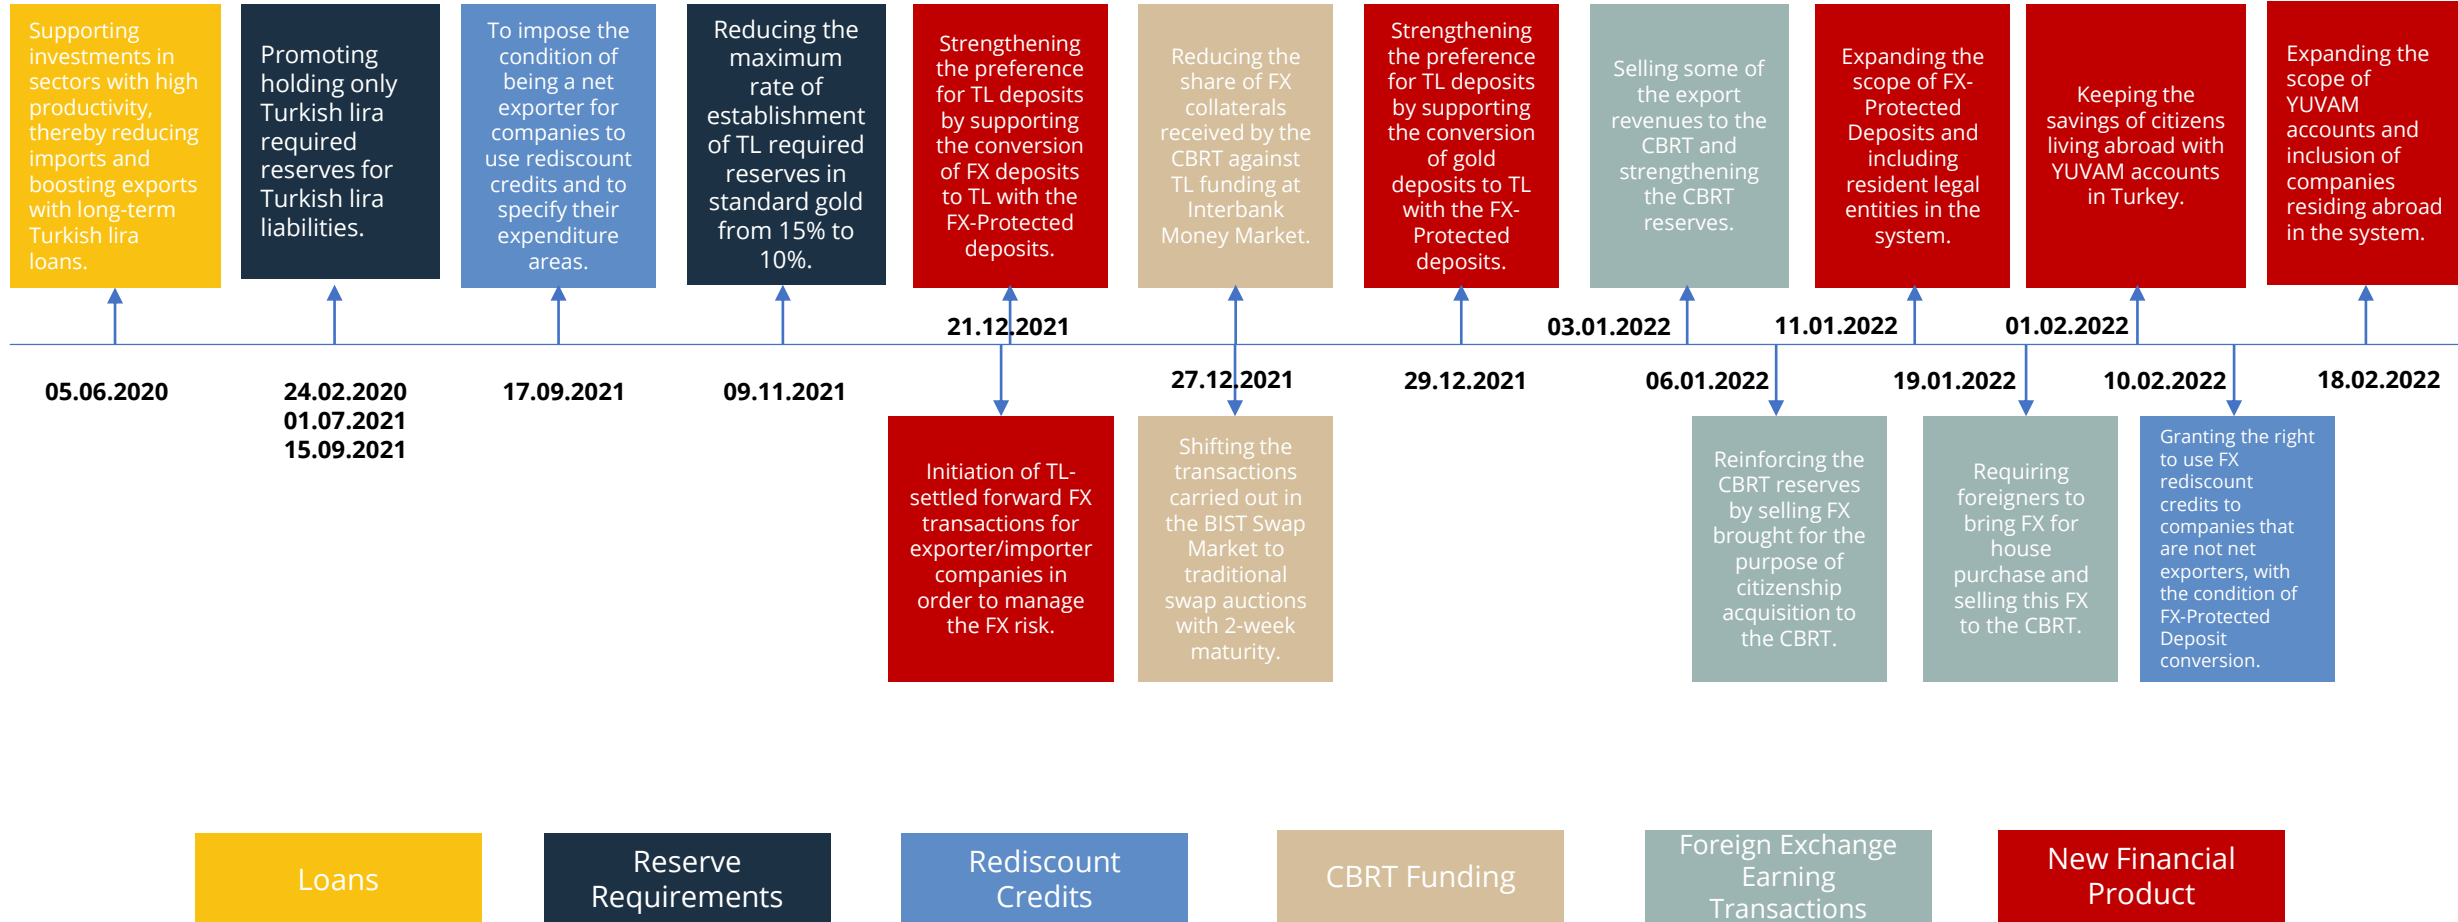 Supporting
investments in
sectors with high
productivity,
thereby reducing
imports and
boosting exports
with long-term
Turkish lira
loans.
Promoting
holding only
Turkish lira
required
reserves for
Turkish lira
liabilities.
To impose the
condition of
being a net
exporter for
companies to
use rediscount
credits and to
specify their
expenditure
areas.
Reducing the
maximum
rate of
establishment
of TL required
reserves in
standard gold
from 15% to
10%.
Strengthening
the preference
for TL deposits
by supporting
the conversion
of FX deposits
to TL with the
FX-Protected
deposits.
Reducing the
share of FX
collaterals
received by the
CBRT against
TL funding at
Interbank
Money Market.
Strengthening
the preference
for TL deposits
by supporting
the conversion
of gold
deposits to TL
with the FX-
Protected
deposits.
Selling some of
the export
revenues to the
CBRT and
strengthening
the CBRT
reserves.
Expanding the
scope of FX-
Protected
Deposits and
including
resident legal
entities in the
system.
Keeping the
savings of citizens
living abroad with
YUVAM accounts
in Turkey.
Expanding the
scope of
YUVAM
accounts and
inclusion of
companies
residing abroad
in the system.
21.12.2021
03.01.2022
11.01.2022
01.02.2022
05.06.2020
24.02.2020
01.07.2021
15.09.2021
17.09.2021
09.11.2021
27.12.2021
29.12.2021
06.01.2022
19.01.2022
10.02.2022
18.02.2022
Initiation of TL-
settled forward FX
transactions for
exporter/importer
companies in
order to manage
the FX risk.
Shifting the
transactions
carried out in
the BIST Swap
Market to
traditional
swap auctions
with 2-week
maturity.
Reinforcing the
CBRT reserves
by selling FX
brought for the
purpose of
citizenship
acquisition to
the CBRT.
Requiring
foreigners to
bring FX for
house
purchase and
selling this FX
to the CBRT.
Granting the right
to use FX
rediscount
credits to
companies that
are not net
exporters, with
the condition of
FX-Protected
Deposit
conversion.
Loans
Reserve
Requirements
Rediscount
Credits
CBRT Funding
Foreign Exchange
Earning
Transactions
New Financial
Product